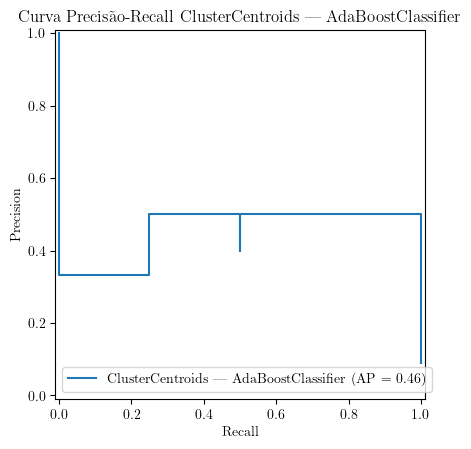 Curva Precisão-Recall ClusterCentroids — AdaBoostClassifier
1.0
0.8
0.6
0.4
0.2
0.0
Precision
ClusterCentroids — AdaBoostClassifier (AP = 0.46)
0.0 0.2 0.4 0.6 0.8 1.0
Recall